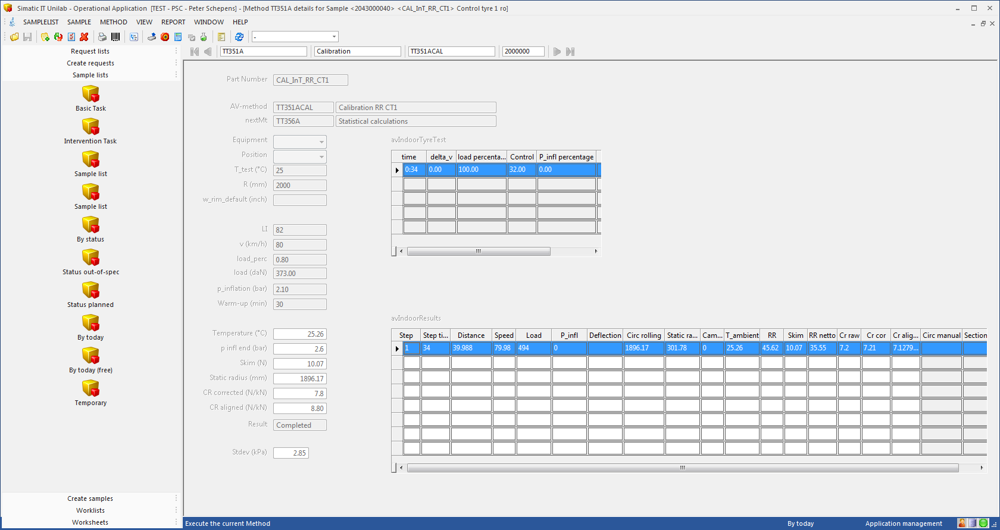 Simatic IT Unilab - Operational Application  [TEST - PSC - Peter Schepens] - [Method TT351A details for Sample <2043000040> <CAL_InT_RR_CT1> Control tyre 1 ro]
SAMPLELIST SAMPLE METHOD VIEW REPORT WINDOW HELP
-
Request lists
Create requests
Sample lists
Basic Task
Intervention Task
Sample list
Sample list
By status
Status out-of-spec
Status planned
By today
By today (free)
Temporary
Create samples
Worklists
Worksheets
TT351A Calibration TT351ACAL 2000000
Part Number CAL_InT_RR_CT1
AV-method TT351ACAL Calibration RR CT1
nextMt TT356A Statistical calculations
Equipment
Position
T_test (°C) 25
R (mm) 2000
w_rim_default (inch)
LI 82
v (km/h) 80
load_perc 0.80
load (daN) 373.00
p_inflation (bar) 2.10
Warm-up (min) 30
Temperature (°C) 25.26
p infl end (bar) 2.6
Skim (N) 10.07
Static radius (mm) 1896.17
CR corrected (N/kN) 7.8
CR aligned (N/kN) 8.80
Result Completed
Stdev (kPa) 2.85
avIndoorTyreTest
time delta_v load percenta... Control P_infl percentage
0:34 0.00 100.00 32.00 0.00
avIndoorResults
Step Step ti... Distance Speed Load P_infl Deflection Circ rolling Static ra... Cam... T_ambient RR Skim RR netto Cr raw Cr cor Cr alig... Circ manual Section
1 34 39.988 79.98 494 0 1896.17 301.78 0 25.26 45.62 10.07 35.55 7.2 7.21 7.1279...
Execute the current Method By today Application management